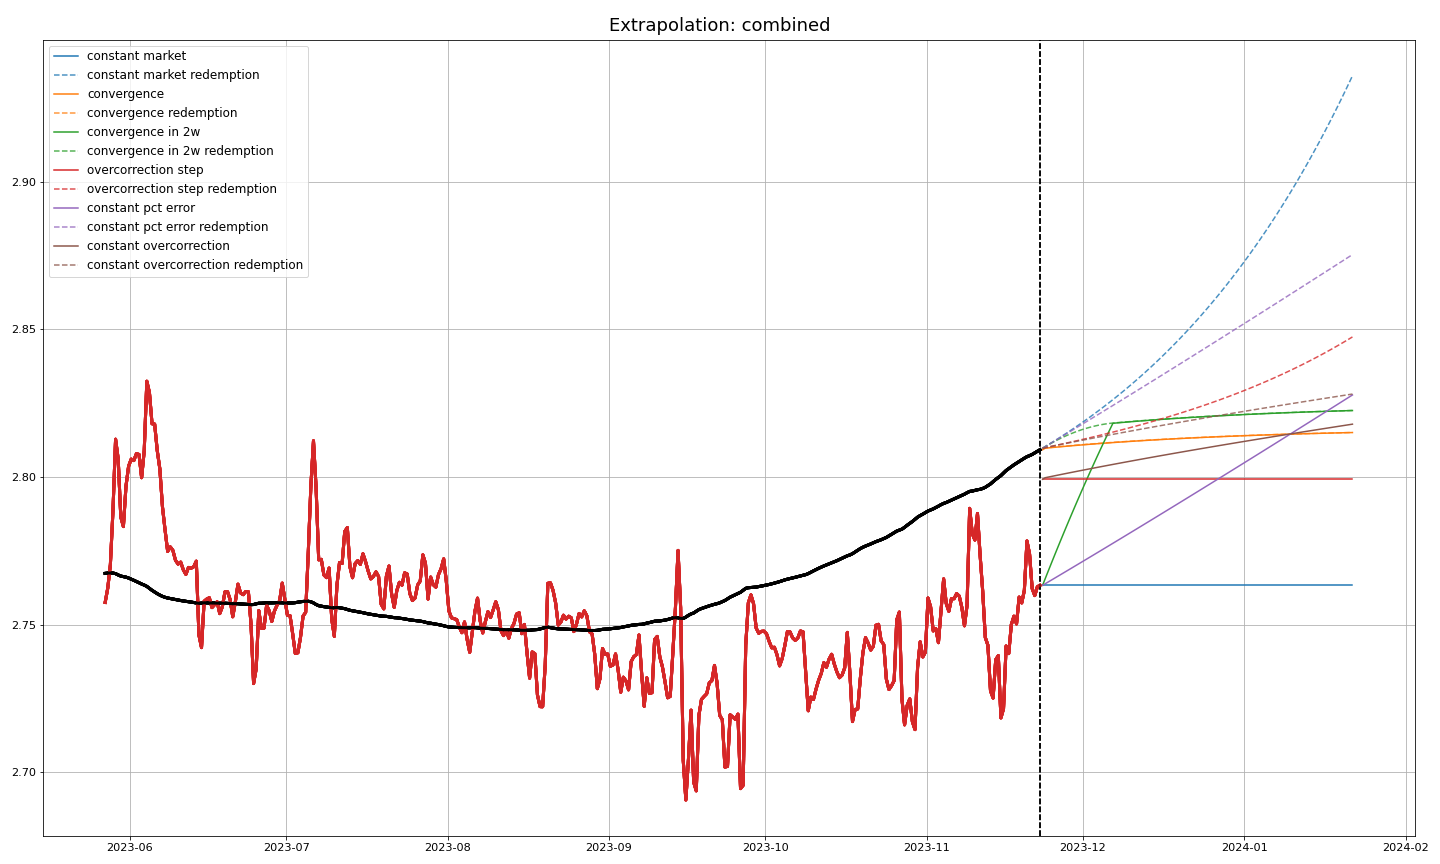 Extrapolation: combined
constant market
constant market redemption
convergence
convergence redemption
convergence in 2w
convergence in 2w redemption
overcorrection step
overcorrection step redemption
constant pct error
constant pct error redemption
constant overcorrection
constant overcorrection redemption
2.90
2.85
2.80
2.75
2.70
2023-06 2023-07 2023-08 2023-09 2023-10 2023-11 2023-12 2024-01 2024-02